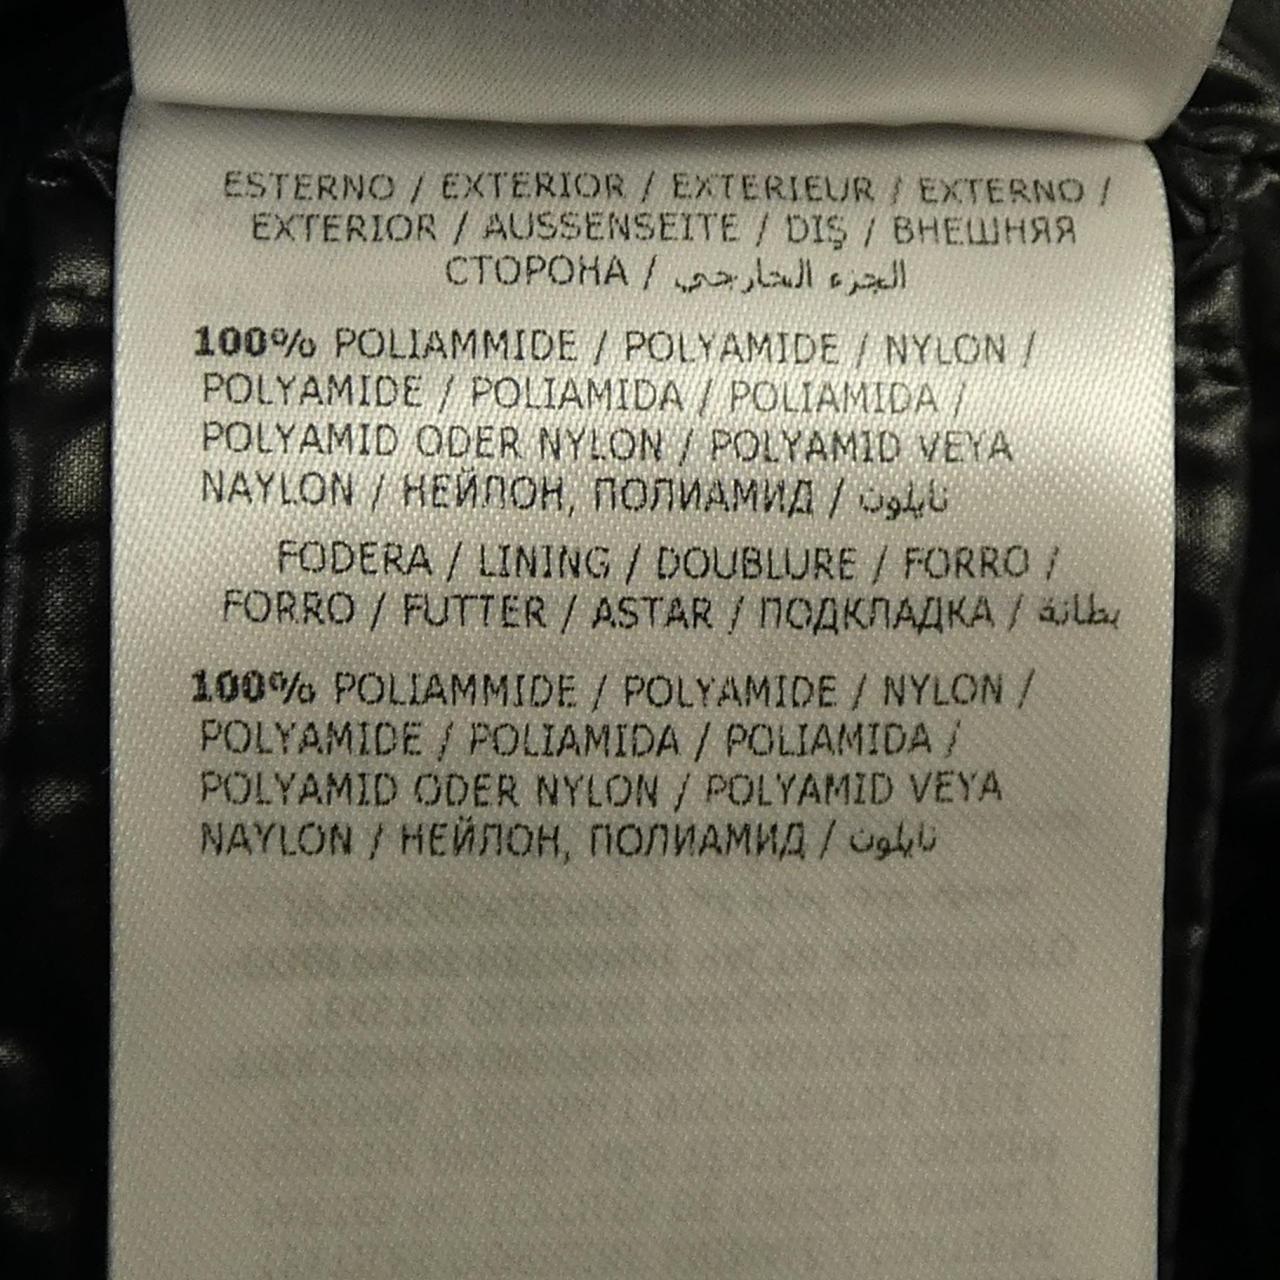 ESTERNO / EXTERIOR / EXTERIEUR / EXTERNO /
EXTERIOR / AUSSENSEITE / DIŞ / ВНЕШНЯЯ
СТОРОНА / الجزء الخارجي
100% POLIAMMIDE / POLYAMIDE / NYLON /
POLYAMIDE / POLIAMIDA / POLIAMIDA /
POLYAMID ODER NYLON / POLYAMID VEYA
NAYLON / НЕЙЛОН, ПОЛИАМИД / نايلون
FODERA / LINING / DOUBLURE / FORRO /
FORRO / FUTTER / ASTAR / ПОДКЛАДКА / بطانة
100% POLIAMMIDE / POLYAMIDE / NYLON /
POLYAMIDE / POLIAMIDA / POLIAMIDA /
POLYAMID ODER NYLON / POLYAMID VEYA
NAYLON / НЕЙЛОН, ПОЛИАМИД / نايلون